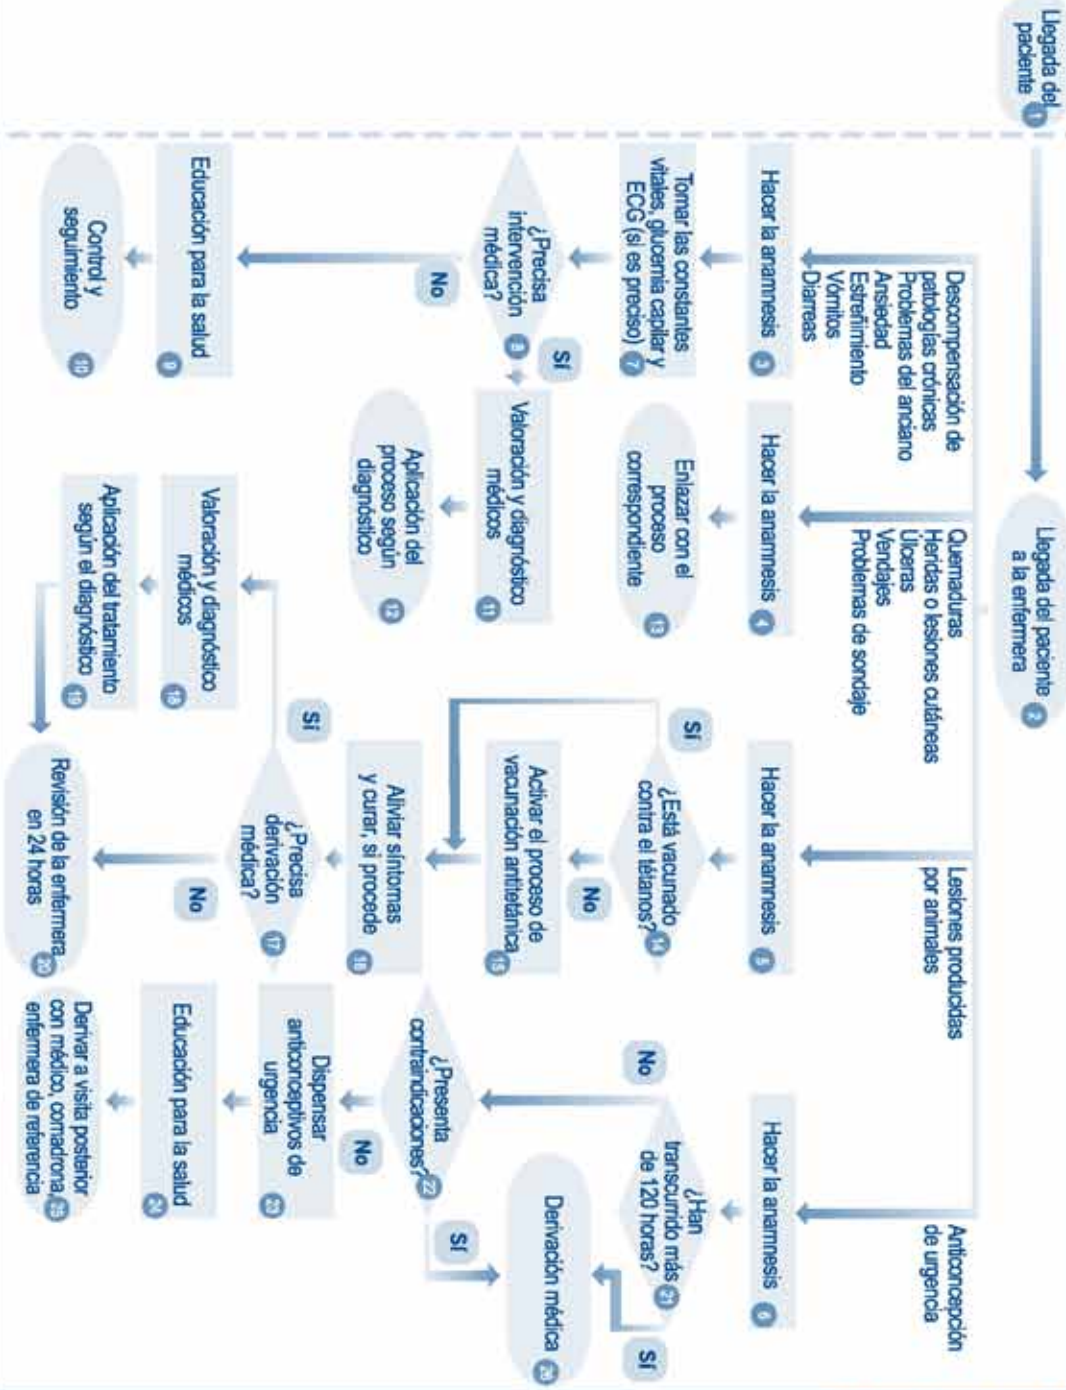 Llegada del
paciente 1
Llegada del paciente
a la enfermera 2
Descompensación de
patologías crónicas
Problemas del anciano
Ansiedad
Estreñimiento
Vómitos
Diarreas
Quemaduras
Heridas o lesiones cutáneas
Úlceras
Vendajes
Problemas de sondaje
Lesiones producidas
por animales
Anticoncepción
de urgencia
Hacer la anamnesis 3
Hacer la anamnesis 4
Hacer la anamnesis 5
Hacer la anamnesis 6
Tomar las constantes
vitales, glucemia capilar y
ECG (si es preciso) 7
Enlazar con el
proceso
correspondiente 13
¿Está vacunado
contra el tétanos? 14
Sí
No
¿Han
transcurrido más
de 120 horas? 21
No
Sí
¿Precisa
intervención
médica? 8
Sí
No
Valoración y diagnóstico
médicos 11
Activar el proceso de
vacunación antitetánica 15
Derivación médica 26
Aplicación del
proceso según
diagnóstico 12
Aliviar síntomas
y curar, si procede 16
¿Presenta
contraindicaciones? 22
Sí
No
Educación para la salud 9
Valoración y diagnóstico
médicos 18
¿Precisa
derivación
médica? 17
Sí
No
Dispensar
anticonceptivos de
urgencia 23
Control y
seguimiento 10
Aplicación del tratamiento
según el diagnóstico 19
Educación para la salud 24
Revisión de la enfermera
en 24 horas 20
Derivar a visita posterior
con médico, comadrona,
enfermera de referencia 25